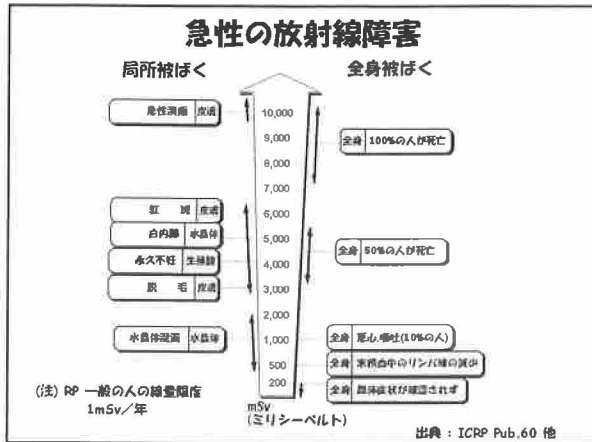 急性の放射線障害
局所被ばく
全身被ばく
急性潰瘍 皮膚
紅斑 皮膚
白内障 水晶体
永久不妊 生殖腺
脱毛 皮膚
水晶体混濁 水晶体
10,000
9,000
8,000
7,000
6,000
5,000
4,000
3,000
2,000
1,000
500
200
mSv
(ミリシーベルト)
全身 100%の人が死亡
全身 50%の人が死亡
全身 悪心、嘔吐(10%の人)
全身 末梢血中のリンパ球の減少
全身 臨床症状が確認されず
(注) RP 一般の人の線量限度
1mSv/年
出典:ICRP Pub.60 他